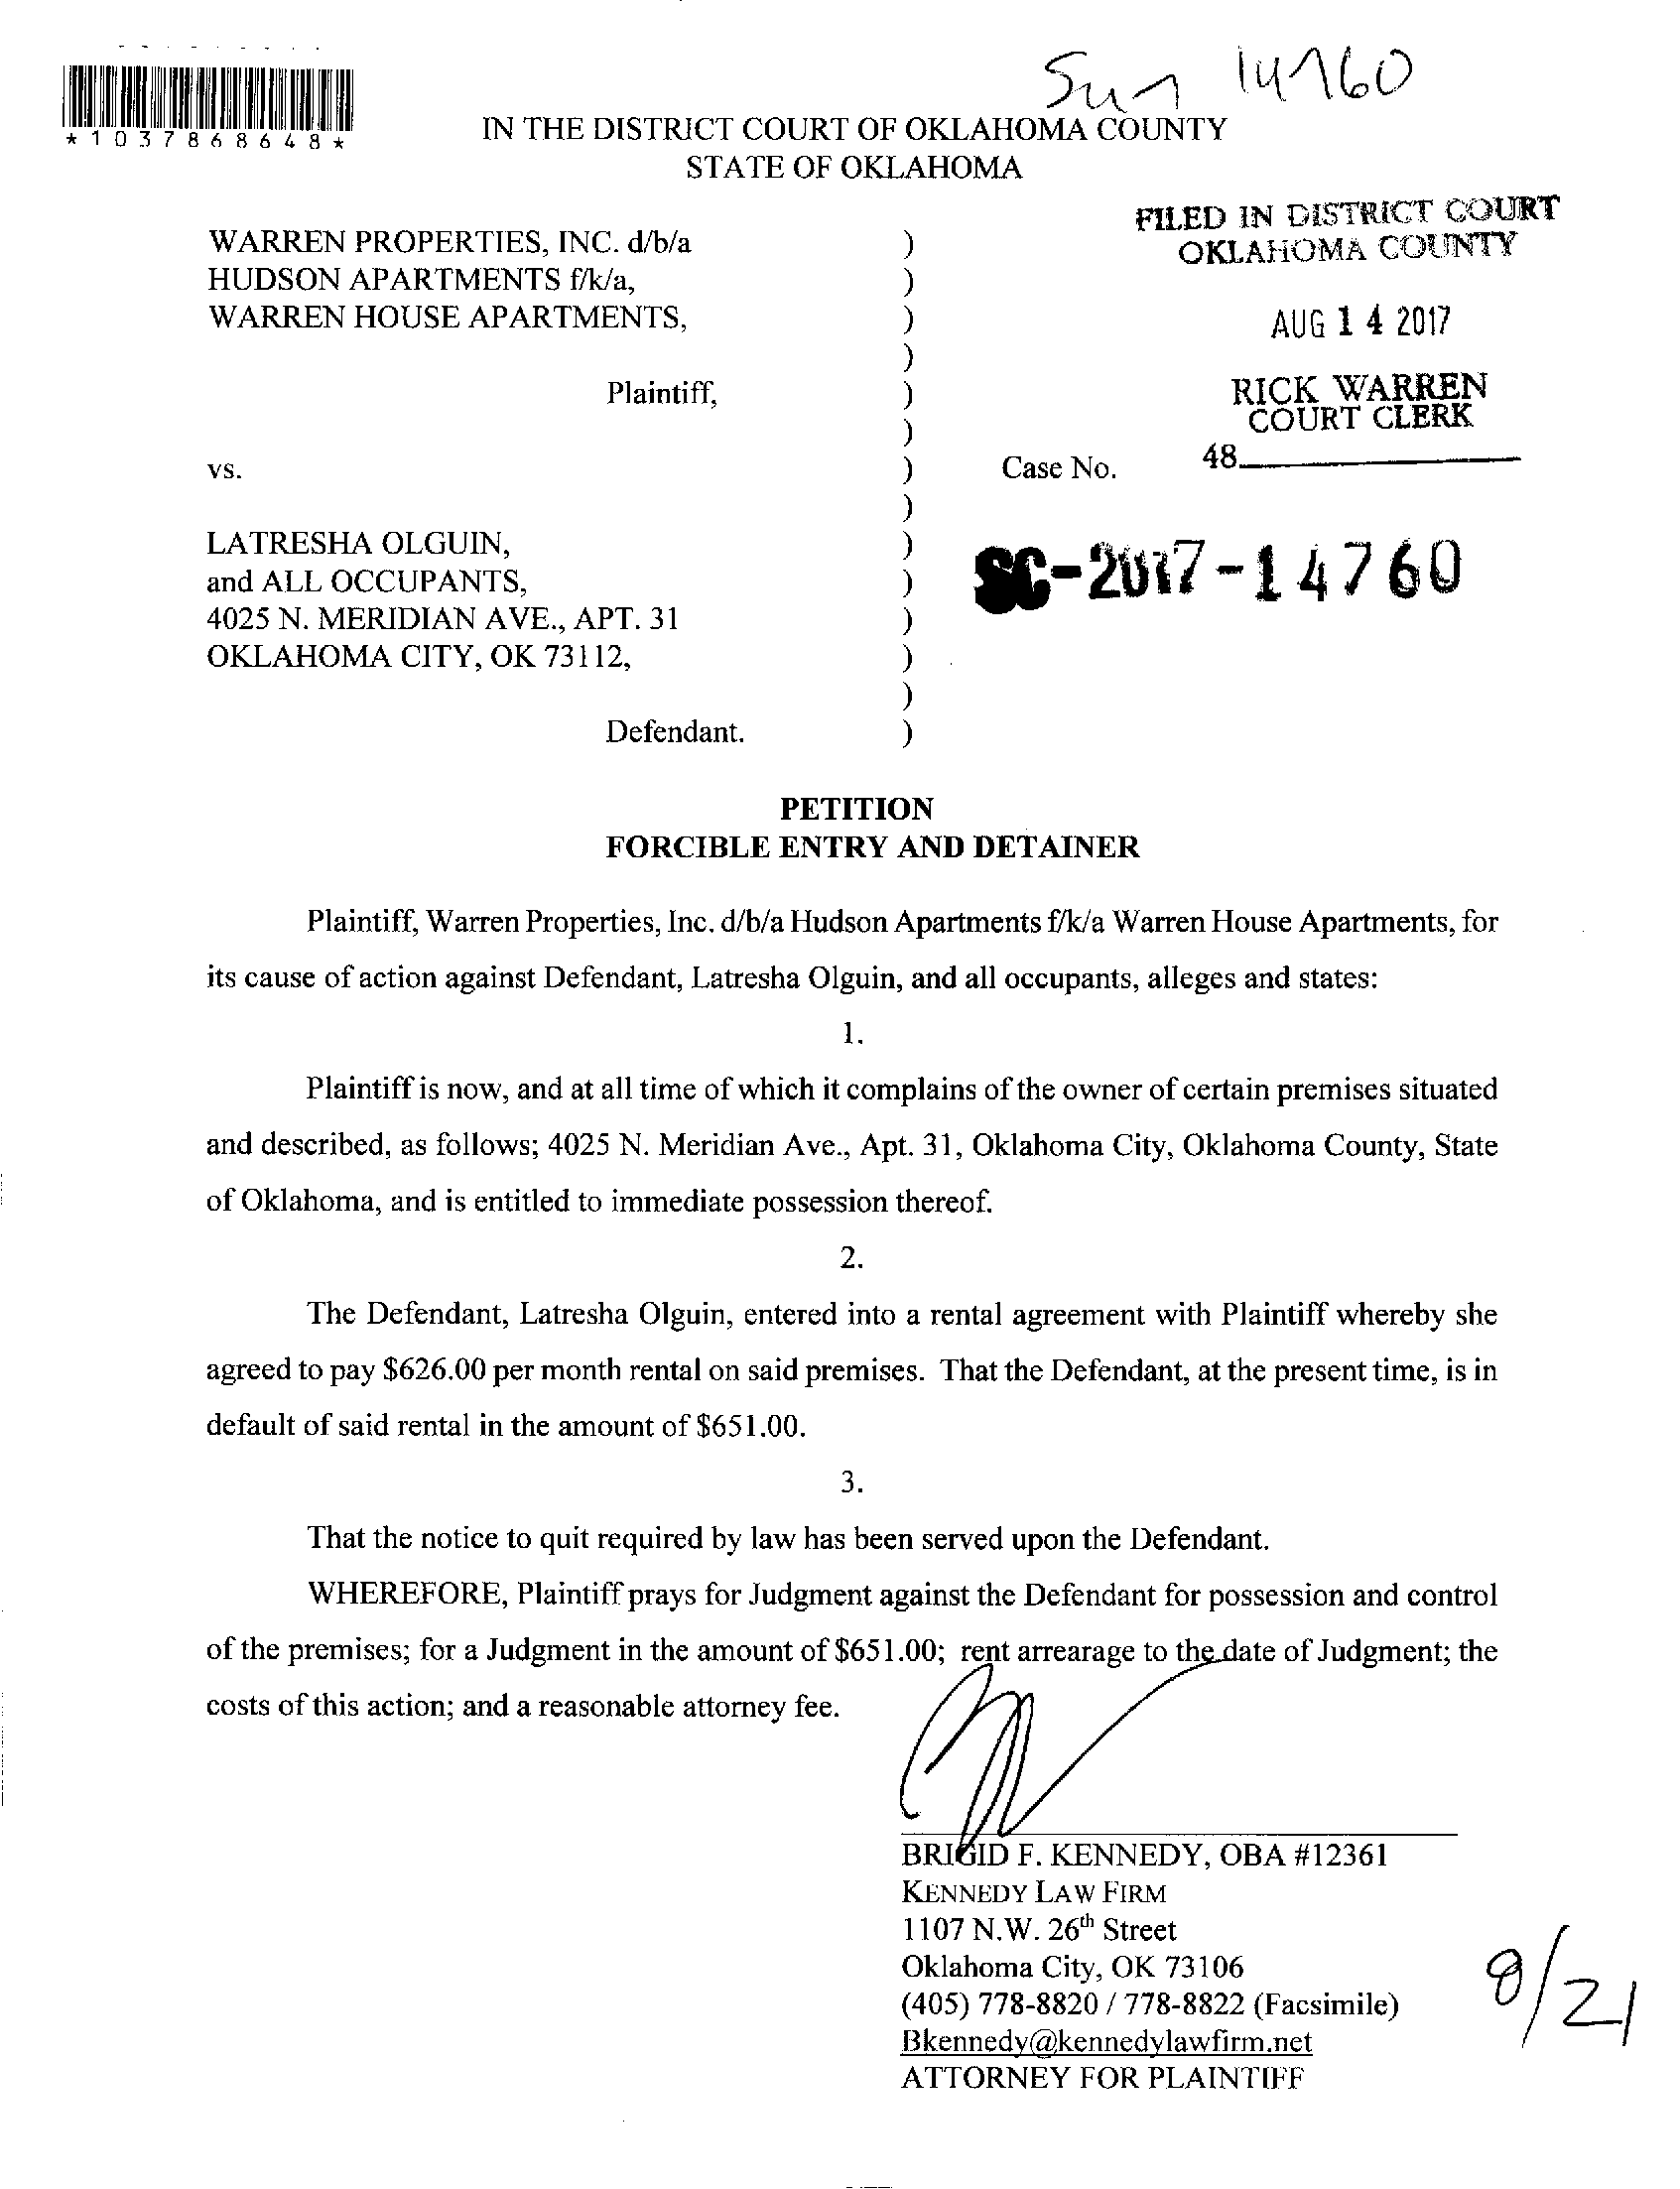 Sun 14760
*1037868648*
IN THE DISTRICT COURT OF OKLAHOMA COUNTY
STATE OF OKLAHOMA
FILED IN DISTRICT COURT
OKLAHOMA COUNTY
AUG 14 2017
RICK WARREN
COURT CLERK
48
WARREN PROPERTIES, INC. d/b/a )
HUDSON APARTMENTS f/k/a, )
WARREN HOUSE APARTMENTS, )
)
Plaintiff, )
)
vs. ) Case No.
)
LATRESHA OLGUIN, )
and ALL OCCUPANTS, ) SC-2017-14760
4025 N. MERIDIAN AVE., APT. 31 )
OKLAHOMA CITY, OK 73112, )
)
Defendant. )
PETITION
FORCIBLE ENTRY AND DETAINER
Plaintiff, Warren Properties, Inc. d/b/a Hudson Apartments f/k/a Warren House Apartments, for
its cause of action against Defendant, Latresha Olguin, and all occupants, alleges and states:
1.
Plaintiff is now, and at all time of which it complains of the owner of certain premises situated
and described, as follows; 4025 N. Meridian Ave., Apt. 31, Oklahoma City, Oklahoma County, State
of Oklahoma, and is entitled to immediate possession thereof.
2.
The Defendant, Latresha Olguin, entered into a rental agreement with Plaintiff whereby she
agreed to pay $626.00 per month rental on said premises. That the Defendant, at the present time, is in
default of said rental in the amount of $651.00.
3.
That the notice to quit required by law has been served upon the Defendant.
WHEREFORE, Plaintiff prays for Judgment against the Defendant for possession and control
of the premises; for a Judgment in the amount of $651.00; rent arrearage to the date of Judgment; the
costs of this action; and a reasonable attorney fee.
BRIGID F. KENNEDY, OBA #12361
KENNEDY LAW FIRM
1107 N.W. 26th Street
Oklahoma City, OK 73106
(405) 778-8820 / 778-8822 (Facsimile)
Bkennedy@kennedylawfirm.net
ATTORNEY FOR PLAINTIFF
8/21